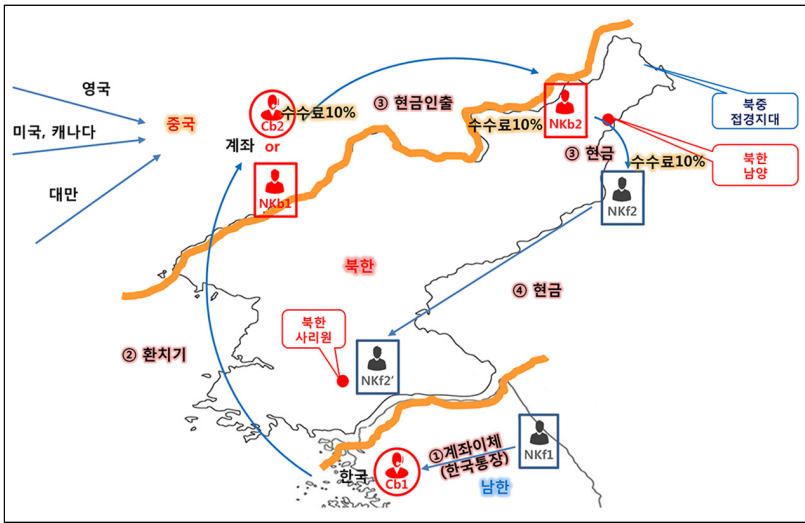 영국
미국, 캐나다
대만
중국
Cb2
수수료10%
계좌 or
NKb1
③ 현금인출
수수료10%
NKb2
북중
접경지대
③ 현금
수수료10%
북한
남양
NKf2
북한
④ 현금
② 환치기
북한
사리원
NKf2'
①계좌이체
(한국통장)
NKf1
한국
Cb1
남한